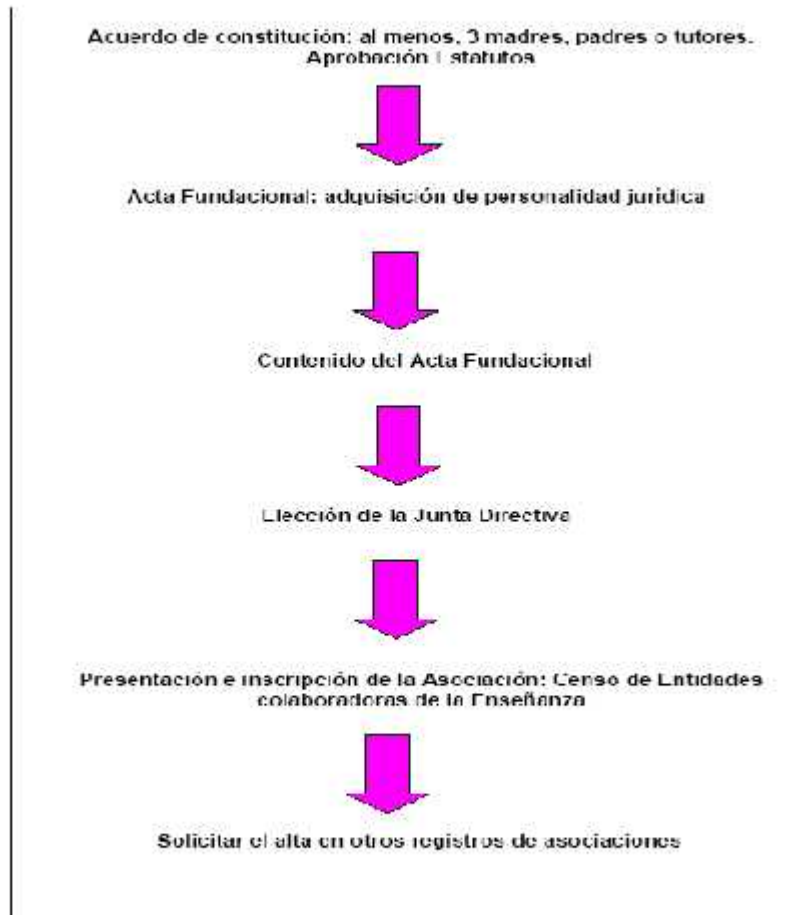 Acuerdo de constitución: al menos, 3 madres, padres o tutores.
Aprobación Estatutos
Acta Fundacional: adquisición de personalidad jurídica
Contenido del Acta Fundacional
Elección de la Junta Directiva
Presentación e inscripción de la Asociación: Censo de Entidades
colaboradoras de la Enseñanza
Solicitar el alta en otros registros de asociaciones